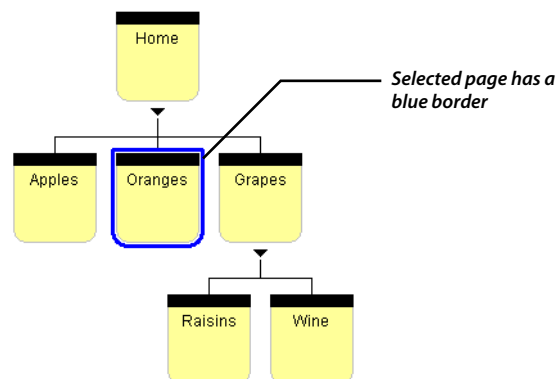 Home
Selected page has a
blue border
Apples
Oranges
Grapes
Raisins
Wine